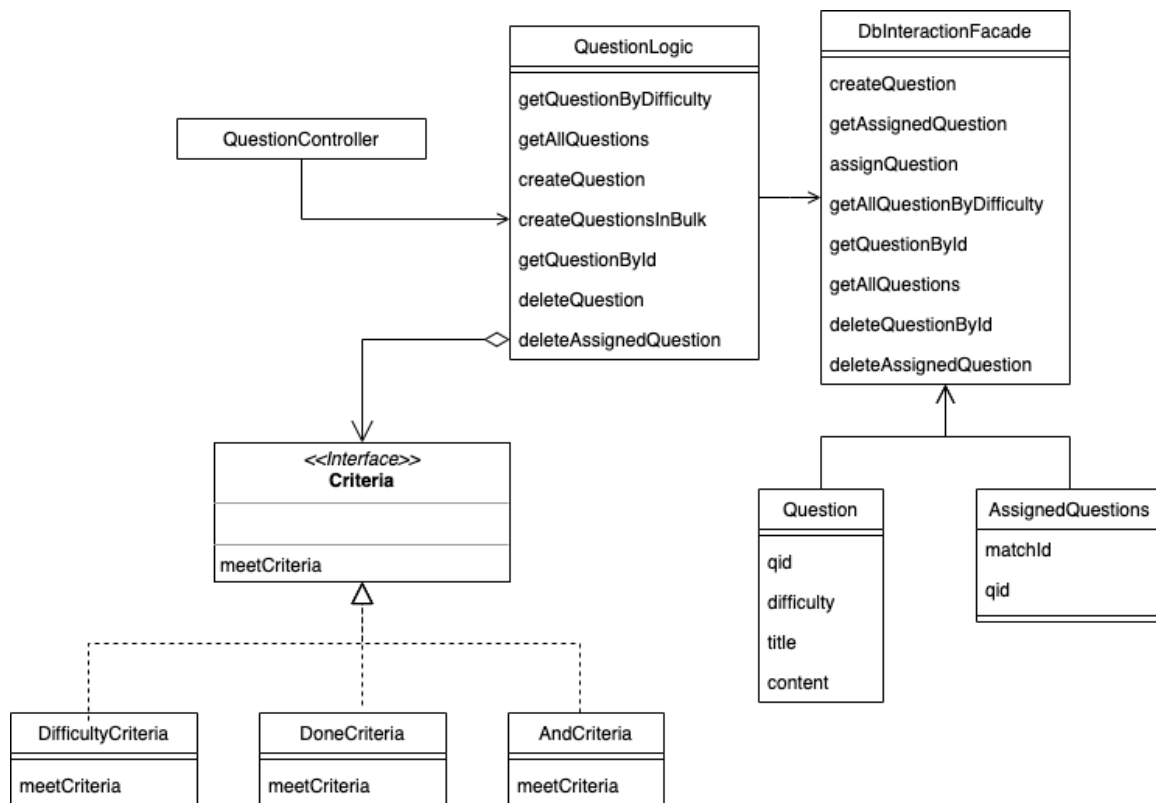 QuestionController
QuestionLogic
getQuestionByDifficulty
getAllQuestions
createQuestion
createQuestionsInBulk
getQuestionById
deleteQuestion
deleteAssignedQuestion
DbInteractionFacade
createQuestion
getAssignedQuestion
assignQuestion
getAllQuestionByDifficulty
getQuestionById
getAllQuestions
deleteQuestionById
deleteAssignedQuestion
<<Interface>>
Criteria
meetCriteria
Question
qid
difficulty
title
content
AssignedQuestions
matchId
qid
DifficultyCriteria
meetCriteria
DoneCriteria
meetCriteria
AndCriteria
meetCriteria